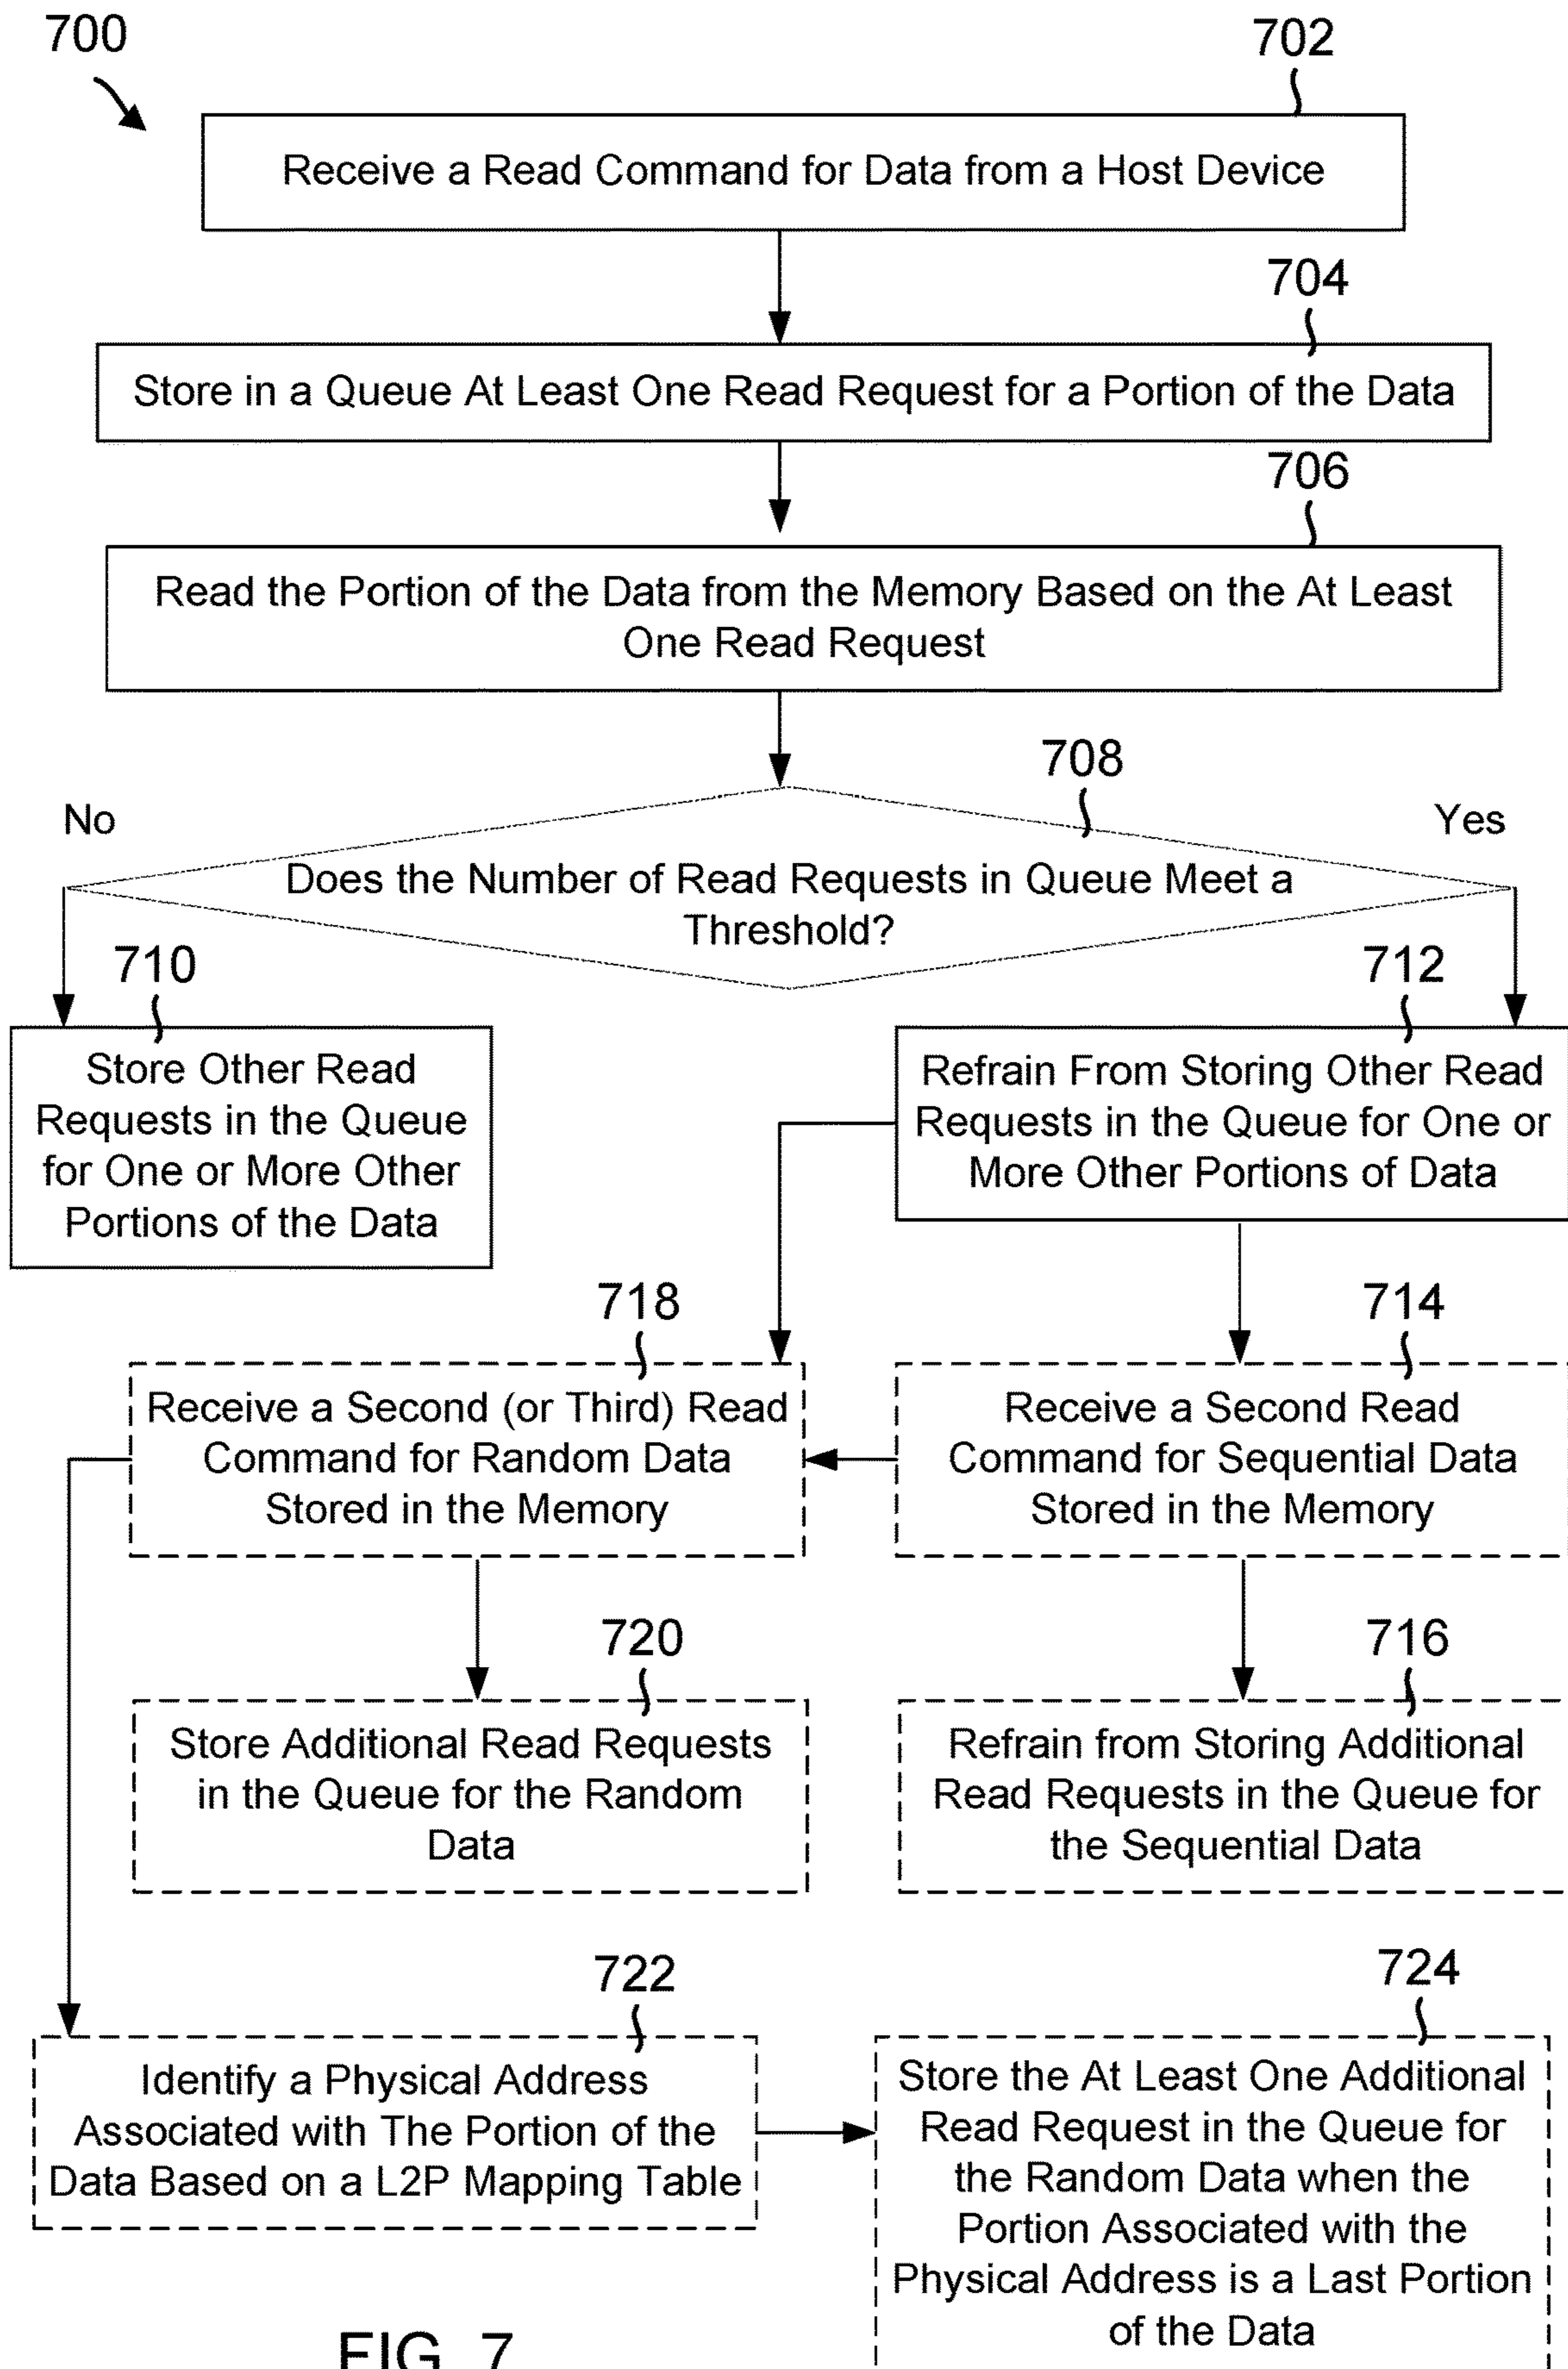 700
702
Receive a Read Command for Data from a Host Device
704
Store in a Queue At Least One Read Request for a Portion of the Data
706
Read the Portion of the Data from the Memory Based on the At Least
One Read Request
708
No
Yes
Does the Number of Read Requests in Queue Meet a
Threshold?
710
712
Store Other Read
Requests in the Queue
for One or More Other
Portions of the Data
Refrain From Storing Other Read
Requests in the Queue for One or
More Other Portions of Data
718
714
Receive a Second (or Third) Read
Command for Random Data
Stored in the Memory
Receive a Second Read
Command for Sequential Data
Stored in the Memory
720
716
Store Additional Read Requests
in the Queue for the Random
Data
Refrain from Storing Additional
Read Requests in the Queue for
the Sequential Data
722
724
Identify a Physical Address
Associated with The Portion of the
Data Based on a L2P Mapping Table
Store the At Least One Additional
Read Request in the Queue for
the Random Data when the
Portion Associated with the
Physical Address is a Last Portion
of the Data
FIG. 7